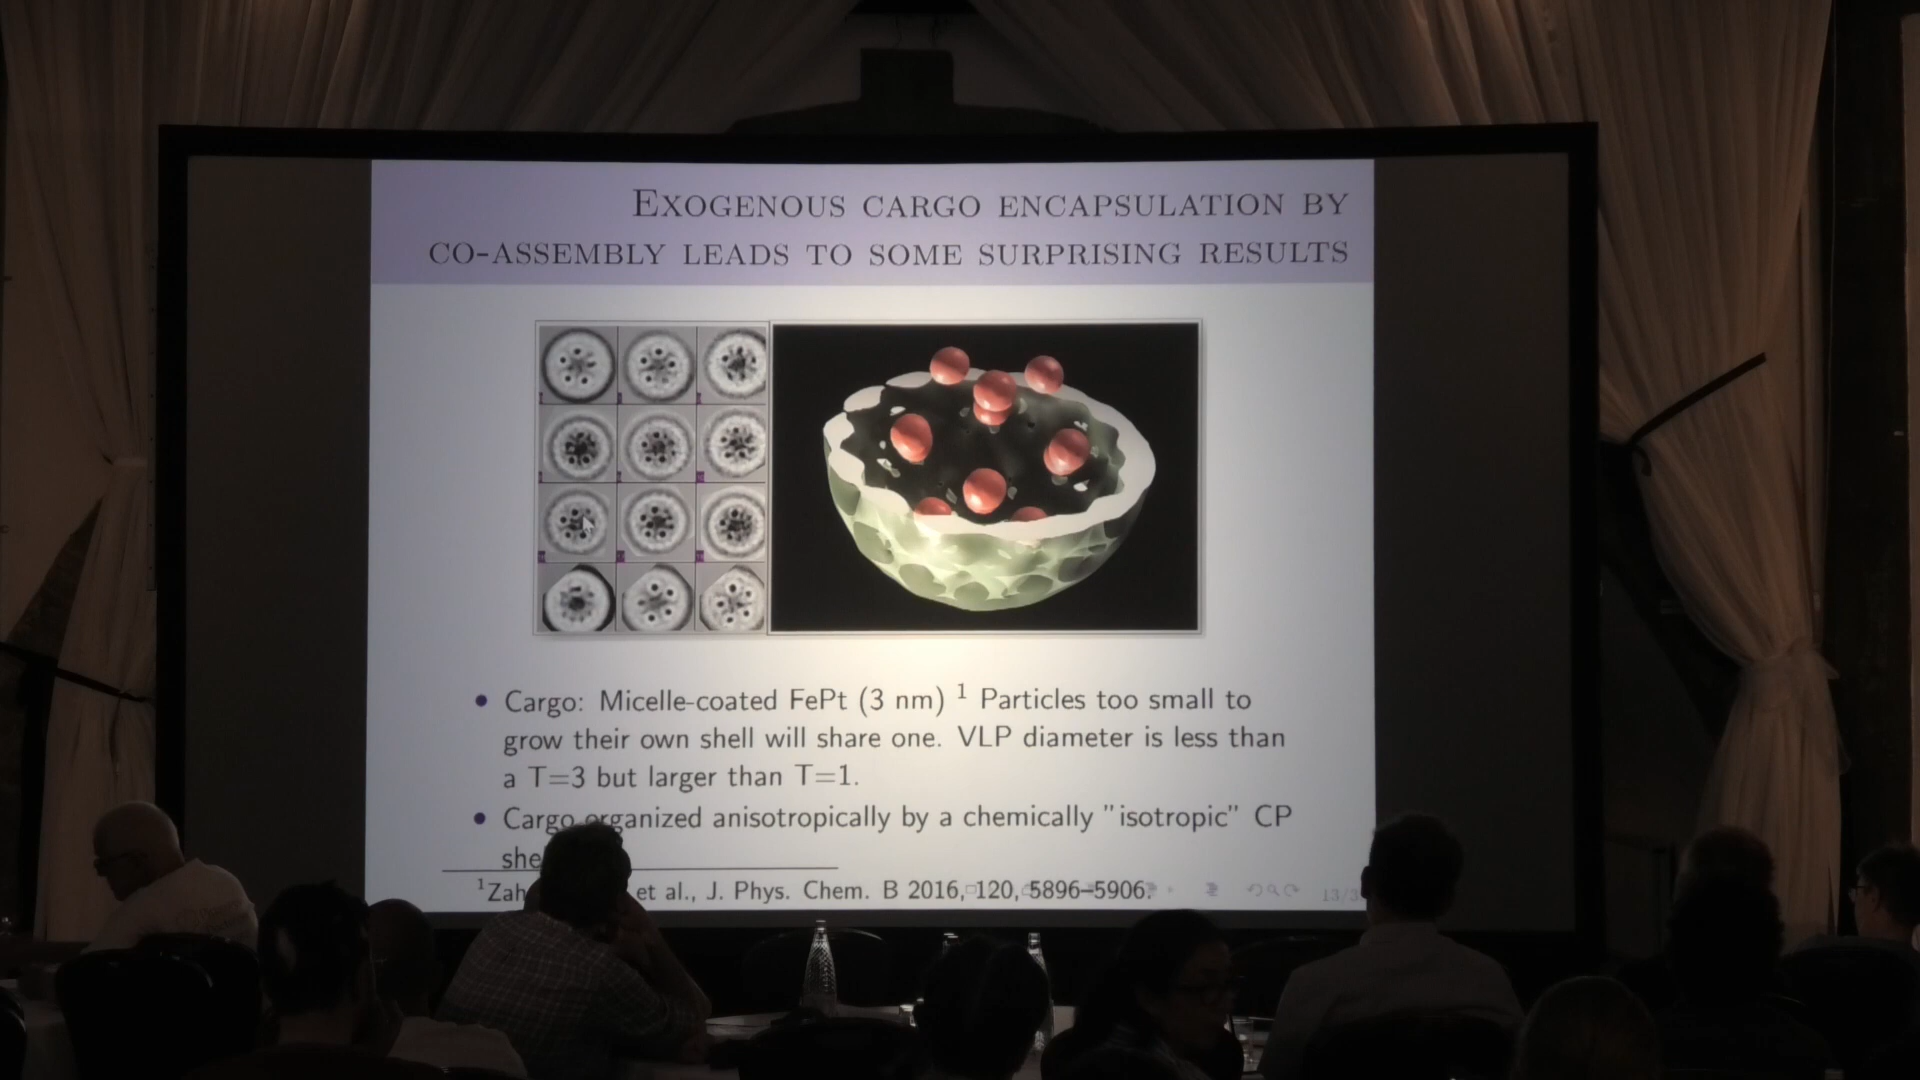 EXOGENOUS CARGO ENCAPSULATION BY
CO-ASSEMBLY LEADS TO SOME SURPRISING RESULTS
• Cargo: Micelle-coated FePt (3 nm) ¹ Particles too small to
grow their own shell will share one. VLP diameter is less than
a T=3 but larger than T=1.
• Cargo organized anisotropically by a chemically "isotropic" CP
¹ et al., J. Phys. Chem. B 2016, 120, 5896–5906.